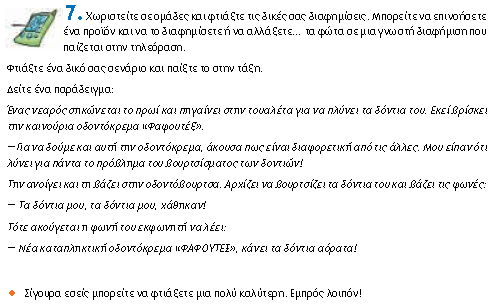 7. Χωριστείτε σε ομάδες και φτιάξτε τις δικές σας διαφημίσεις. Μπορείτε να επινοήσετε
ένα προϊόν και να το διαφημίσετε ή να αλλάξετε... τα φώτα σε μια γνωστή διαφήμιση που
παίζεται στην τηλεόραση.
Φτιάξτε ένα δικό σας σενάριο και παίξτε το στην τάξη.
Δείτε ένα παράδειγμα:
Ένας νεαρός σηκώνεται το πρωί και πηγαίνει στην τουαλέτα για να πλύνει τα δόντια του. Εκεί βρίσκει
την καινούρια οδοντόκρεμα «Φαφουτέξ».
– Για να δούμε και αυτή την οδοντόκρεμα, άκουσα πως είναι διαφορετική από τις άλλες. Μου είπαν ότι
λύνει για πάντα το πρόβλημα του βουρτσίσματος των δοντιών!
Την ανοίγει και τη βάζει στην οδοντόβουρτσα. Αρχίζει να βουρτσίζει τα δόντια του και βάζει τις φωνές:
– Τα δόντια μου, τα δόντια μου, χάθηκαν!
Τότε ακούγεται η φωνή του εκφωνητή να λέει:
– Νέα καταπληκτική οδοντόκρεμα «ΦΑΦΟΥΤΕΞ», κάνει τα δόντια αόρατα!
◆ Σίγουρα εσείς μπορείτε να φτιάξετε μια πολύ καλύτερη. Εμπρός λοιπόν!